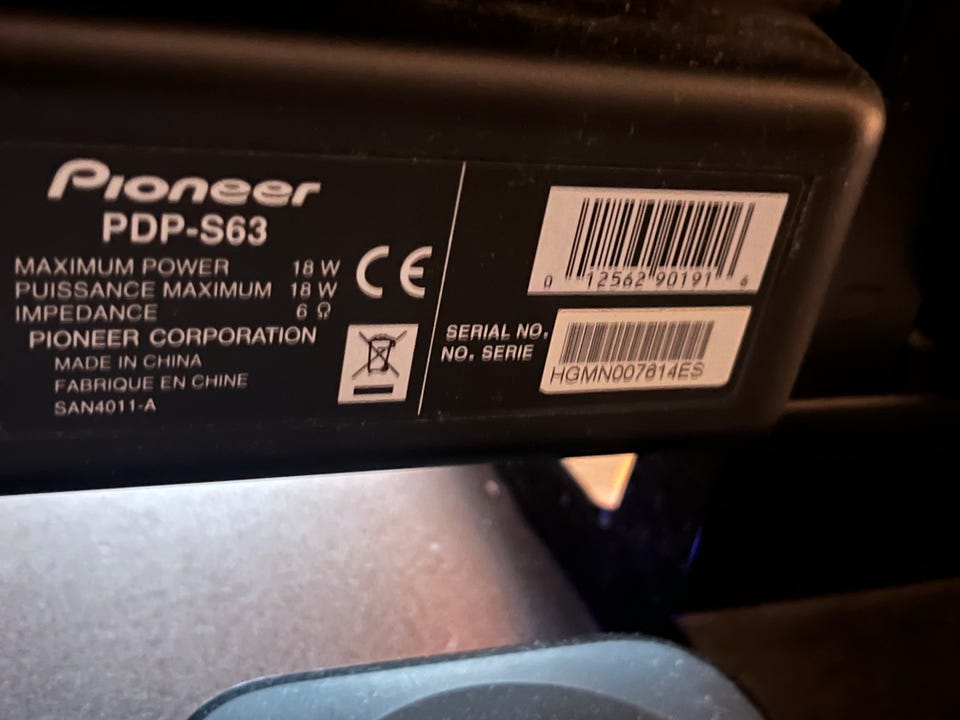 Pioneer
PDP-S63
MAXIMUM POWER 18 W
PUISSANCE MAXIMUM 18 W
IMPEDANCE 6 Ω
PIONEER CORPORATION
MADE IN CHINA
FABRIQUE EN CHINE
SAN4011-A
CE
0 12562 90191 6
SERIAL NO.
NO. SERIE
HGMN007614ES